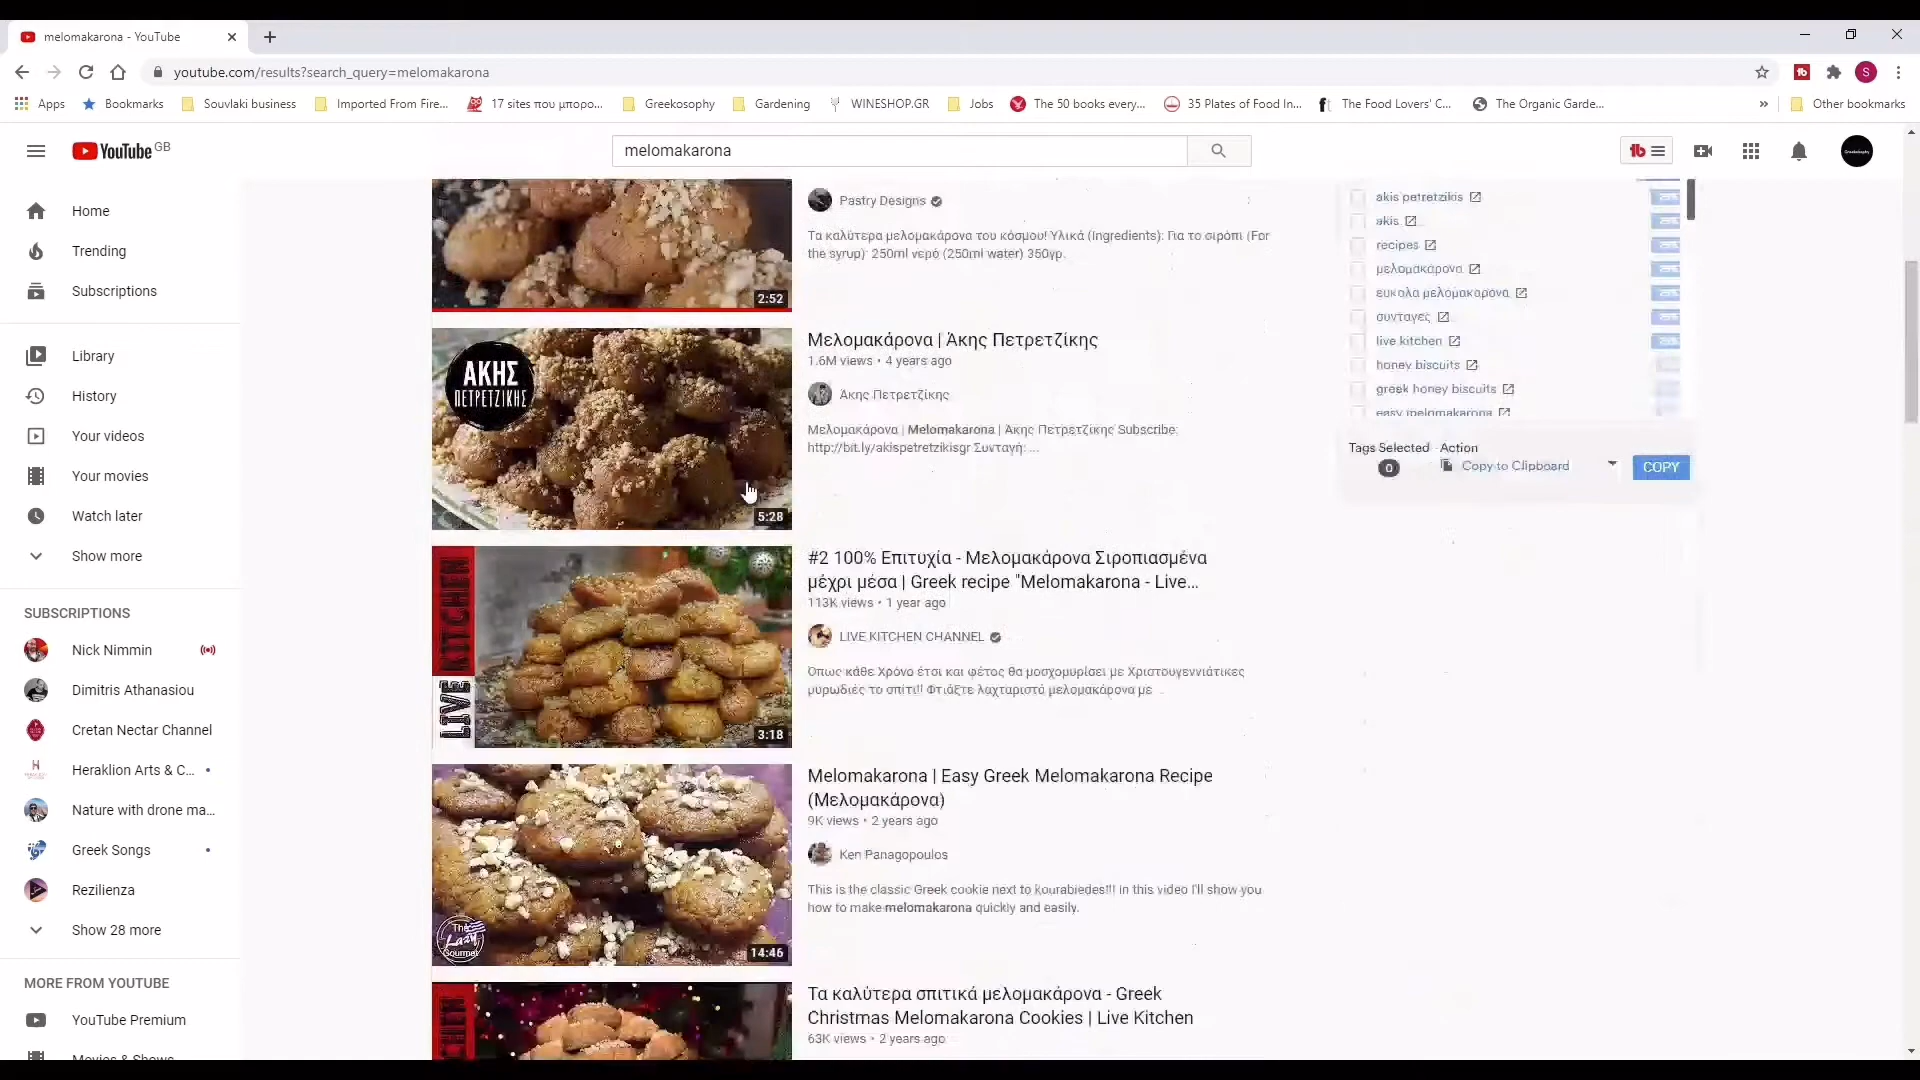 melomakarona - YouTube
youtube.com/results?search_query=melomakarona
S
Apps
Bookmarks
Souvlaki business
Imported From Fire...
17 sites που μπορο...
Greekosophy
Gardening
WINESHOP.GR
Jobs
The 50 books every...
35 Plates of Food In...
The Food Lovers' C...
The Organic Garde...
»
Other bookmarks
YouTube GB
melomakarona
Home
Trending
Subscriptions
Library
History
Your videos
Your movies
Watch later
Show more
SUBSCRIPTIONS
Nick Nimmin
Dimitris Athanasiou
Cretan Nectar Channel
Heraklion Arts & C...
Nature with drone ma...
Greek Songs
Rezilienza
Show 28 more
MORE FROM YOUTUBE
YouTube Premium
Movies & Shows
2:52
Pastry Designs
Τα καλύτερα μελομακάρονα του κόσμου! Υλικά (Ingredients): Για το σιρόπι (For
the syrup): 250ml νερό (250ml water) 350γρ.
ΑΚΗΣ
ΠΕΤΡΕΤΖΙΚΗΣ
5:28
Μελομακάρονα | Άκης Πετρετζίκης
1.6M views • 4 years ago
Άκης Πετρετζίκης
Μελομακάρονα | Melomakarona | Άκης Πετρετζίκης Subscribe:
http://bit.ly/akispetretzikisgr Συνταγή: ...
KITCHEN
LIVE
3:18
#2 100% Επιτυχία - Μελομακάρονα Σιροπιασμένα
μέχρι μέσα | Greek recipe "Melomakarona - Live...
113K views • 1 year ago
LIVE KITCHEN CHANNEL
Όπως κάθε Χρόνο έτσι και φέτος θα μοσχομυρίσει με Χριστουγεννιάτικες
μυρωδιές το σπίτι!! Φτιάξτε λαχταριστά μελομακάρονα με ...
The
Lazy
Gourmet
14:46
Melomakarona | Easy Greek Melomakarona Recipe
(Μελομακάρονα)
9K views • 2 years ago
Ken Panagopoulos
This is the classic Greek cookie next to kourabiedes!!! in this video I'll show you
how to make melomakarona quickly and easily.
Τα καλύτερα σπιτικά μελομακάρονα - Greek
Christmas Melomakarona Cookies | Live Kitchen
63K views • 2 years ago
akis petretzikis
akis
recipes
μελομακαρονα
ευκολα μελομακαρονα
συνταγες
live kitchen
honey biscuits
greek honey biscuits
easy melomakarona
Tags Selected
Action
0
Copy to Clipboard
COPY